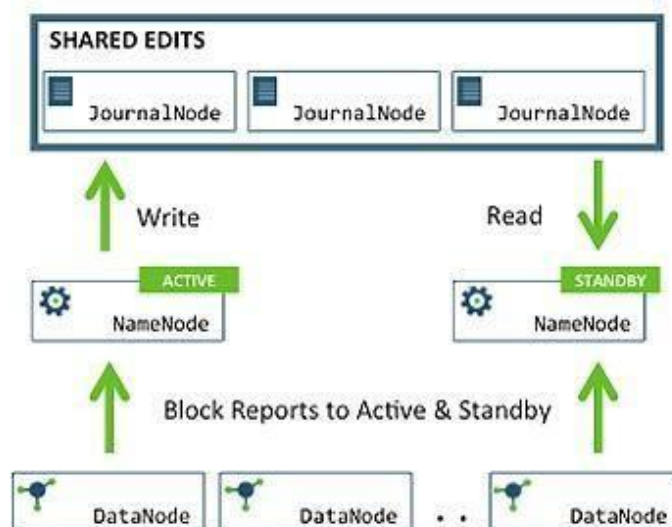 SHARED EDITS
JournalNode JournalNode JournalNode
Write Read
ACTIVE STANDBY
NameNode NameNode
Block Reports to Active & Standby
DataNode DataNode . . DataNode